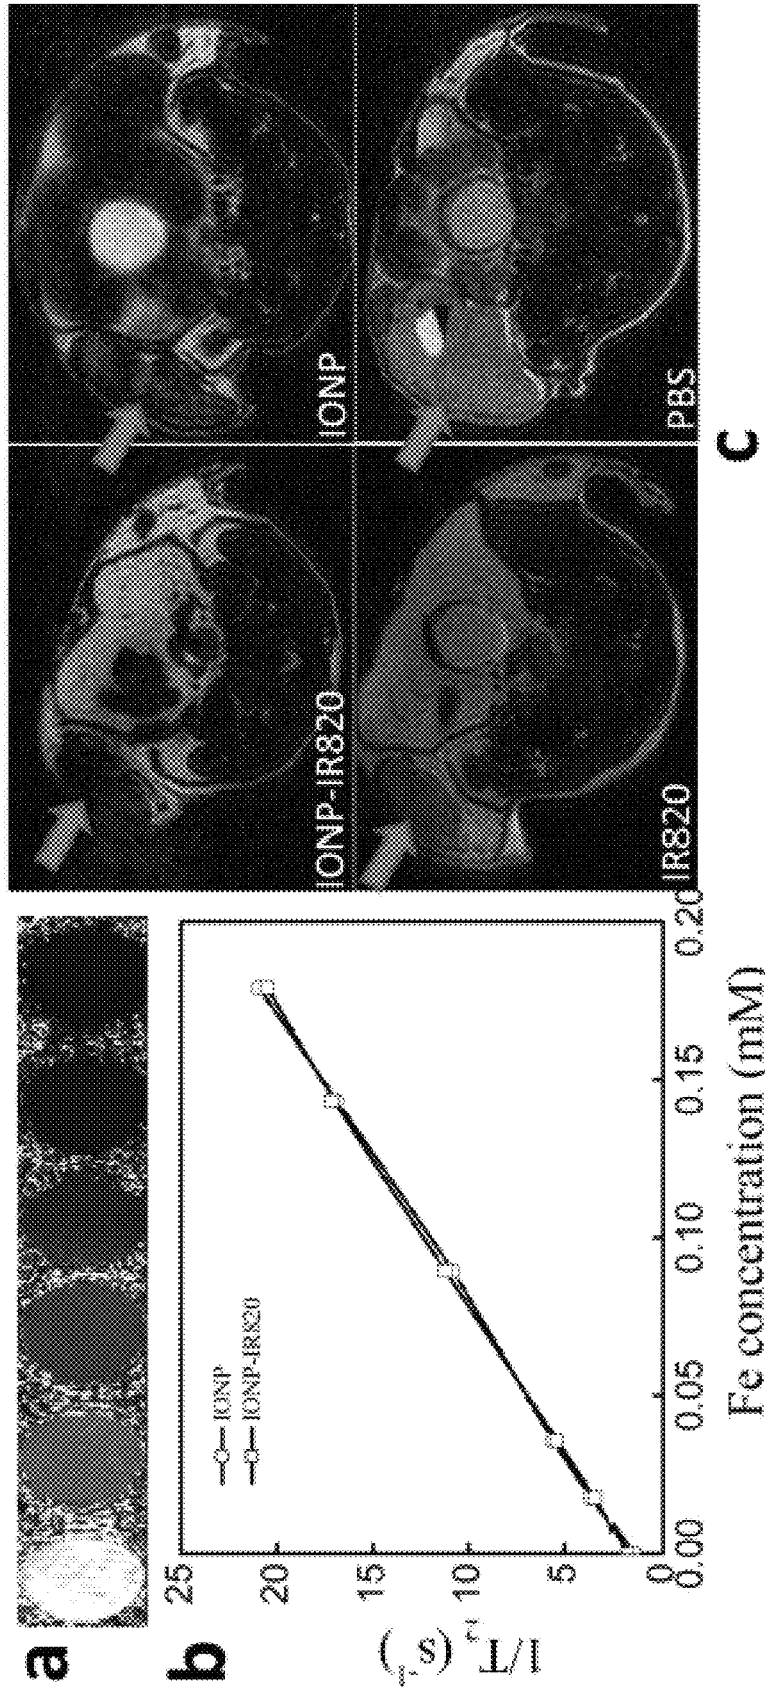 a
b
25
20
15
10
5
0
1/T₂ (s⁻¹)
IONP
IONP-IR820
0.00
0.05
0.10
0.15
0.20
Fe concentration (mM)
IONP-IR820
IONP
IR820
PBS
c